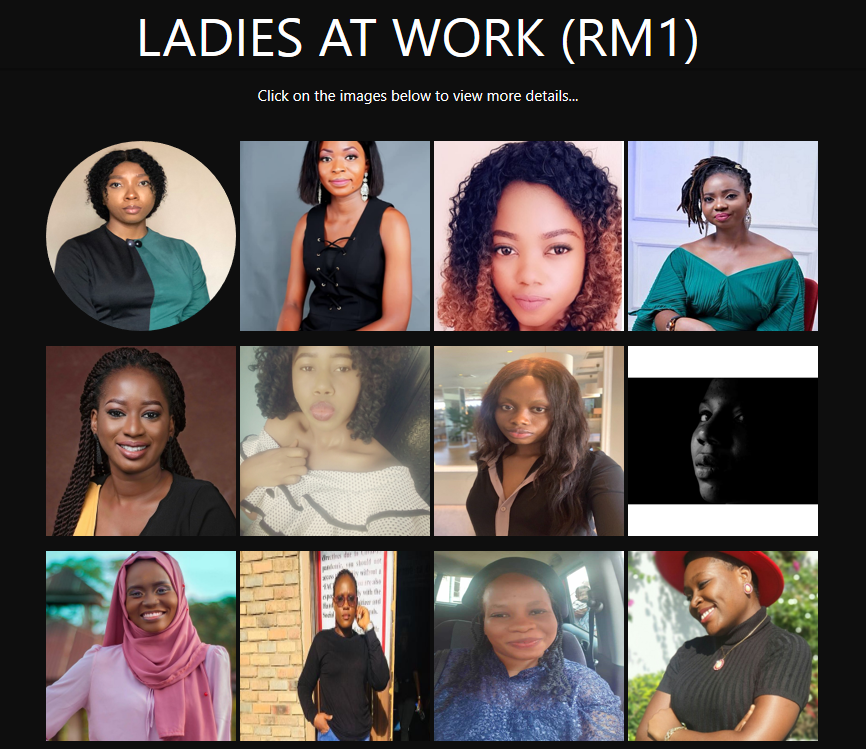 LADIES AT WORK (RM1)
Click on the images below to view more details...